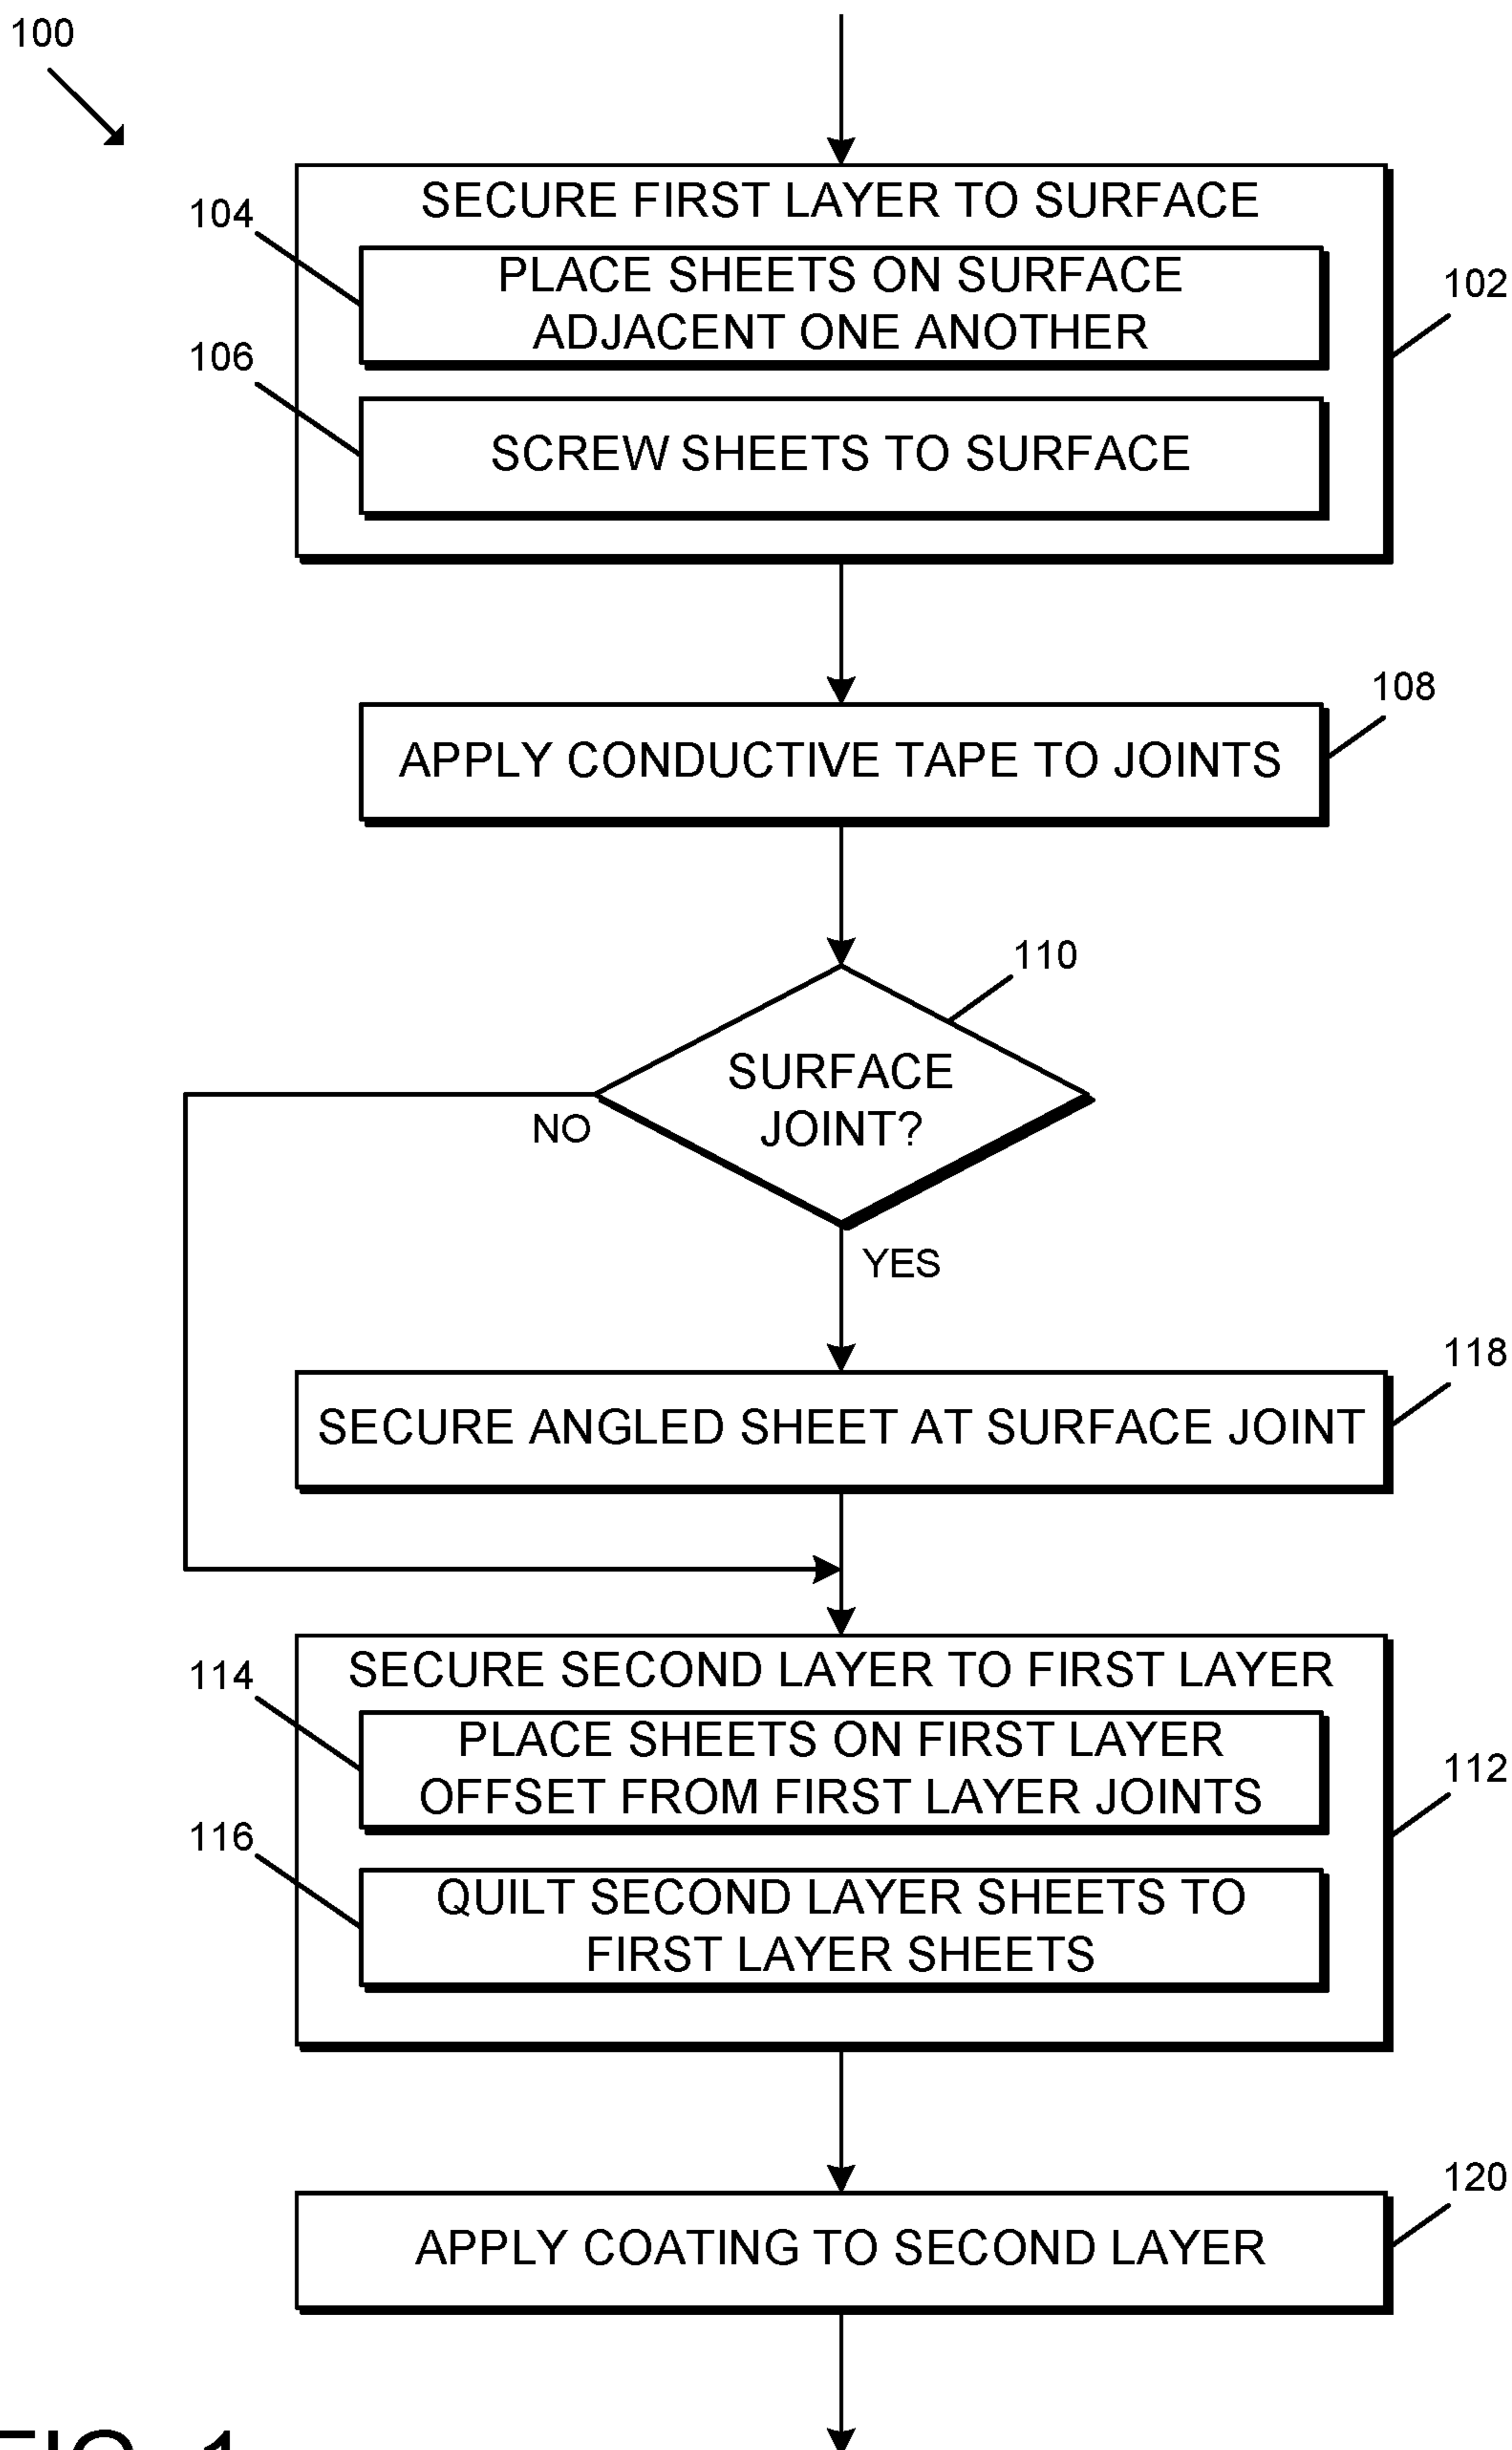 100
SECURE FIRST LAYER TO SURFACE
104
PLACE SHEETS ON SURFACE
ADJACENT ONE ANOTHER
102
106
SCREW SHEETS TO SURFACE
108
APPLY CONDUCTIVE TAPE TO JOINTS
110
SURFACE
JOINT?
NO
YES
118
SECURE ANGLED SHEET AT SURFACE JOINT
SECURE SECOND LAYER TO FIRST LAYER
114
PLACE SHEETS ON FIRST LAYER
OFFSET FROM FIRST LAYER JOINTS
112
116
QUILT SECOND LAYER SHEETS TO
FIRST LAYER SHEETS
120
APPLY COATING TO SECOND LAYER
FIG. 1